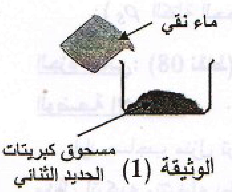 ماء نقي
مسحوق كبريتات
الحديد الثنائي
الوثيقة (1)